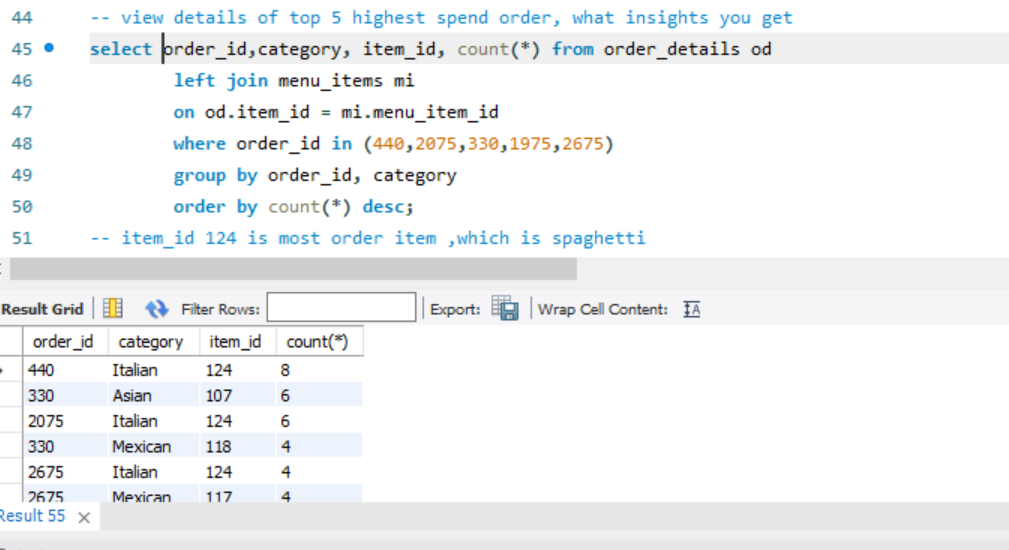 44 -- view details of top 5 highest spend order, what insights you get
45 select order_id,category, item_id, count(*) from order_details od
46 left join menu_items mi
47 on od.item_id = mi.menu_item_id
48 where order_id in (440,2075,330,1975,2675)
49 group by order_id, category
50 order by count(*) desc;
51 -- item_id 124 is most order item ,which is spaghetti
Result Grid Filter Rows: Export: Wrap Cell Content: IA
order_id category item_id count(*)
440 Italian 124 8
330 Asian 107 6
2075 Italian 124 6
330 Mexican 118 4
2675 Italian 124 4
2675 Mexican 117 4
Result 55 ×